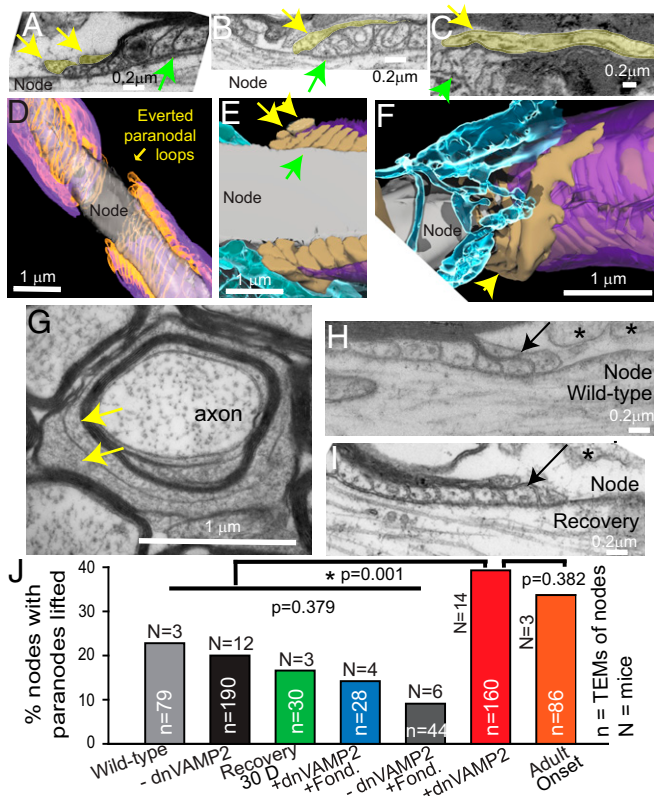 A
Node
0.2μm
B
Node
0.2μm
C
0.2μm
D
Everted
paranodal
loops
Node
1 μm
E
Node
1 μm
F
Node
1 μm
G
axon
1 μm
H
*
*
Node
Wild-type
0.2μm
I
*
Node
Recovery
0.2μm
J
% nodes with
paranodes lifted
40
30
20
10
0
* p=0.001
p=0.379
p=0.382
N=3
N=12
N=3
N=4
N=6
N=14
N=3
n=79
n=190
n=30
n=28
n=44
n=160
n=86
Wild-type
- dnVAMP2
Recovery
30 D
+dnVAMP2
+Fond.
- dnVAMP2
+Fond.
+dnVAMP2
Adult
Onset
n = TEMs of nodes
N = mice